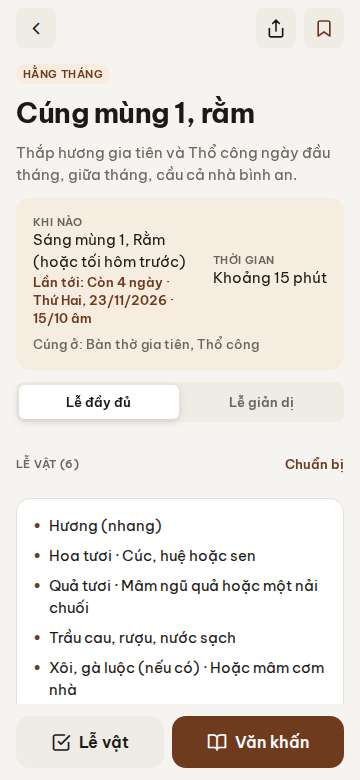 HẰNG THÁNG
Cúng mùng 1, rằm
Thắp hương gia tiên và Thổ công ngày đầu
tháng, giữa tháng, cầu cả nhà bình an.
KHI NÀO
Sáng mùng 1, Rằm
(hoặc tối hôm trước)
Lần tới: Còn 4 ngày ·
Thứ Hai, 23/11/2026 ·
15/10 âm
THỜI GIAN
Khoảng 15 phút
Cúng ở: Bàn thờ gia tiên, Thổ công
Lễ đầy đủ
Lễ giản dị
LỄ VẬT (6)
Chuẩn bị
• Hương (nhang)
• Hoa tươi · Cúc, huệ hoặc sen
• Quả tươi · Mâm ngũ quả hoặc một nải
chuối
• Trầu cau, rượu, nước sạch
• Xôi, gà luộc (nếu có) · Hoặc mâm cơm
nhà
Lễ vật
Văn khấn